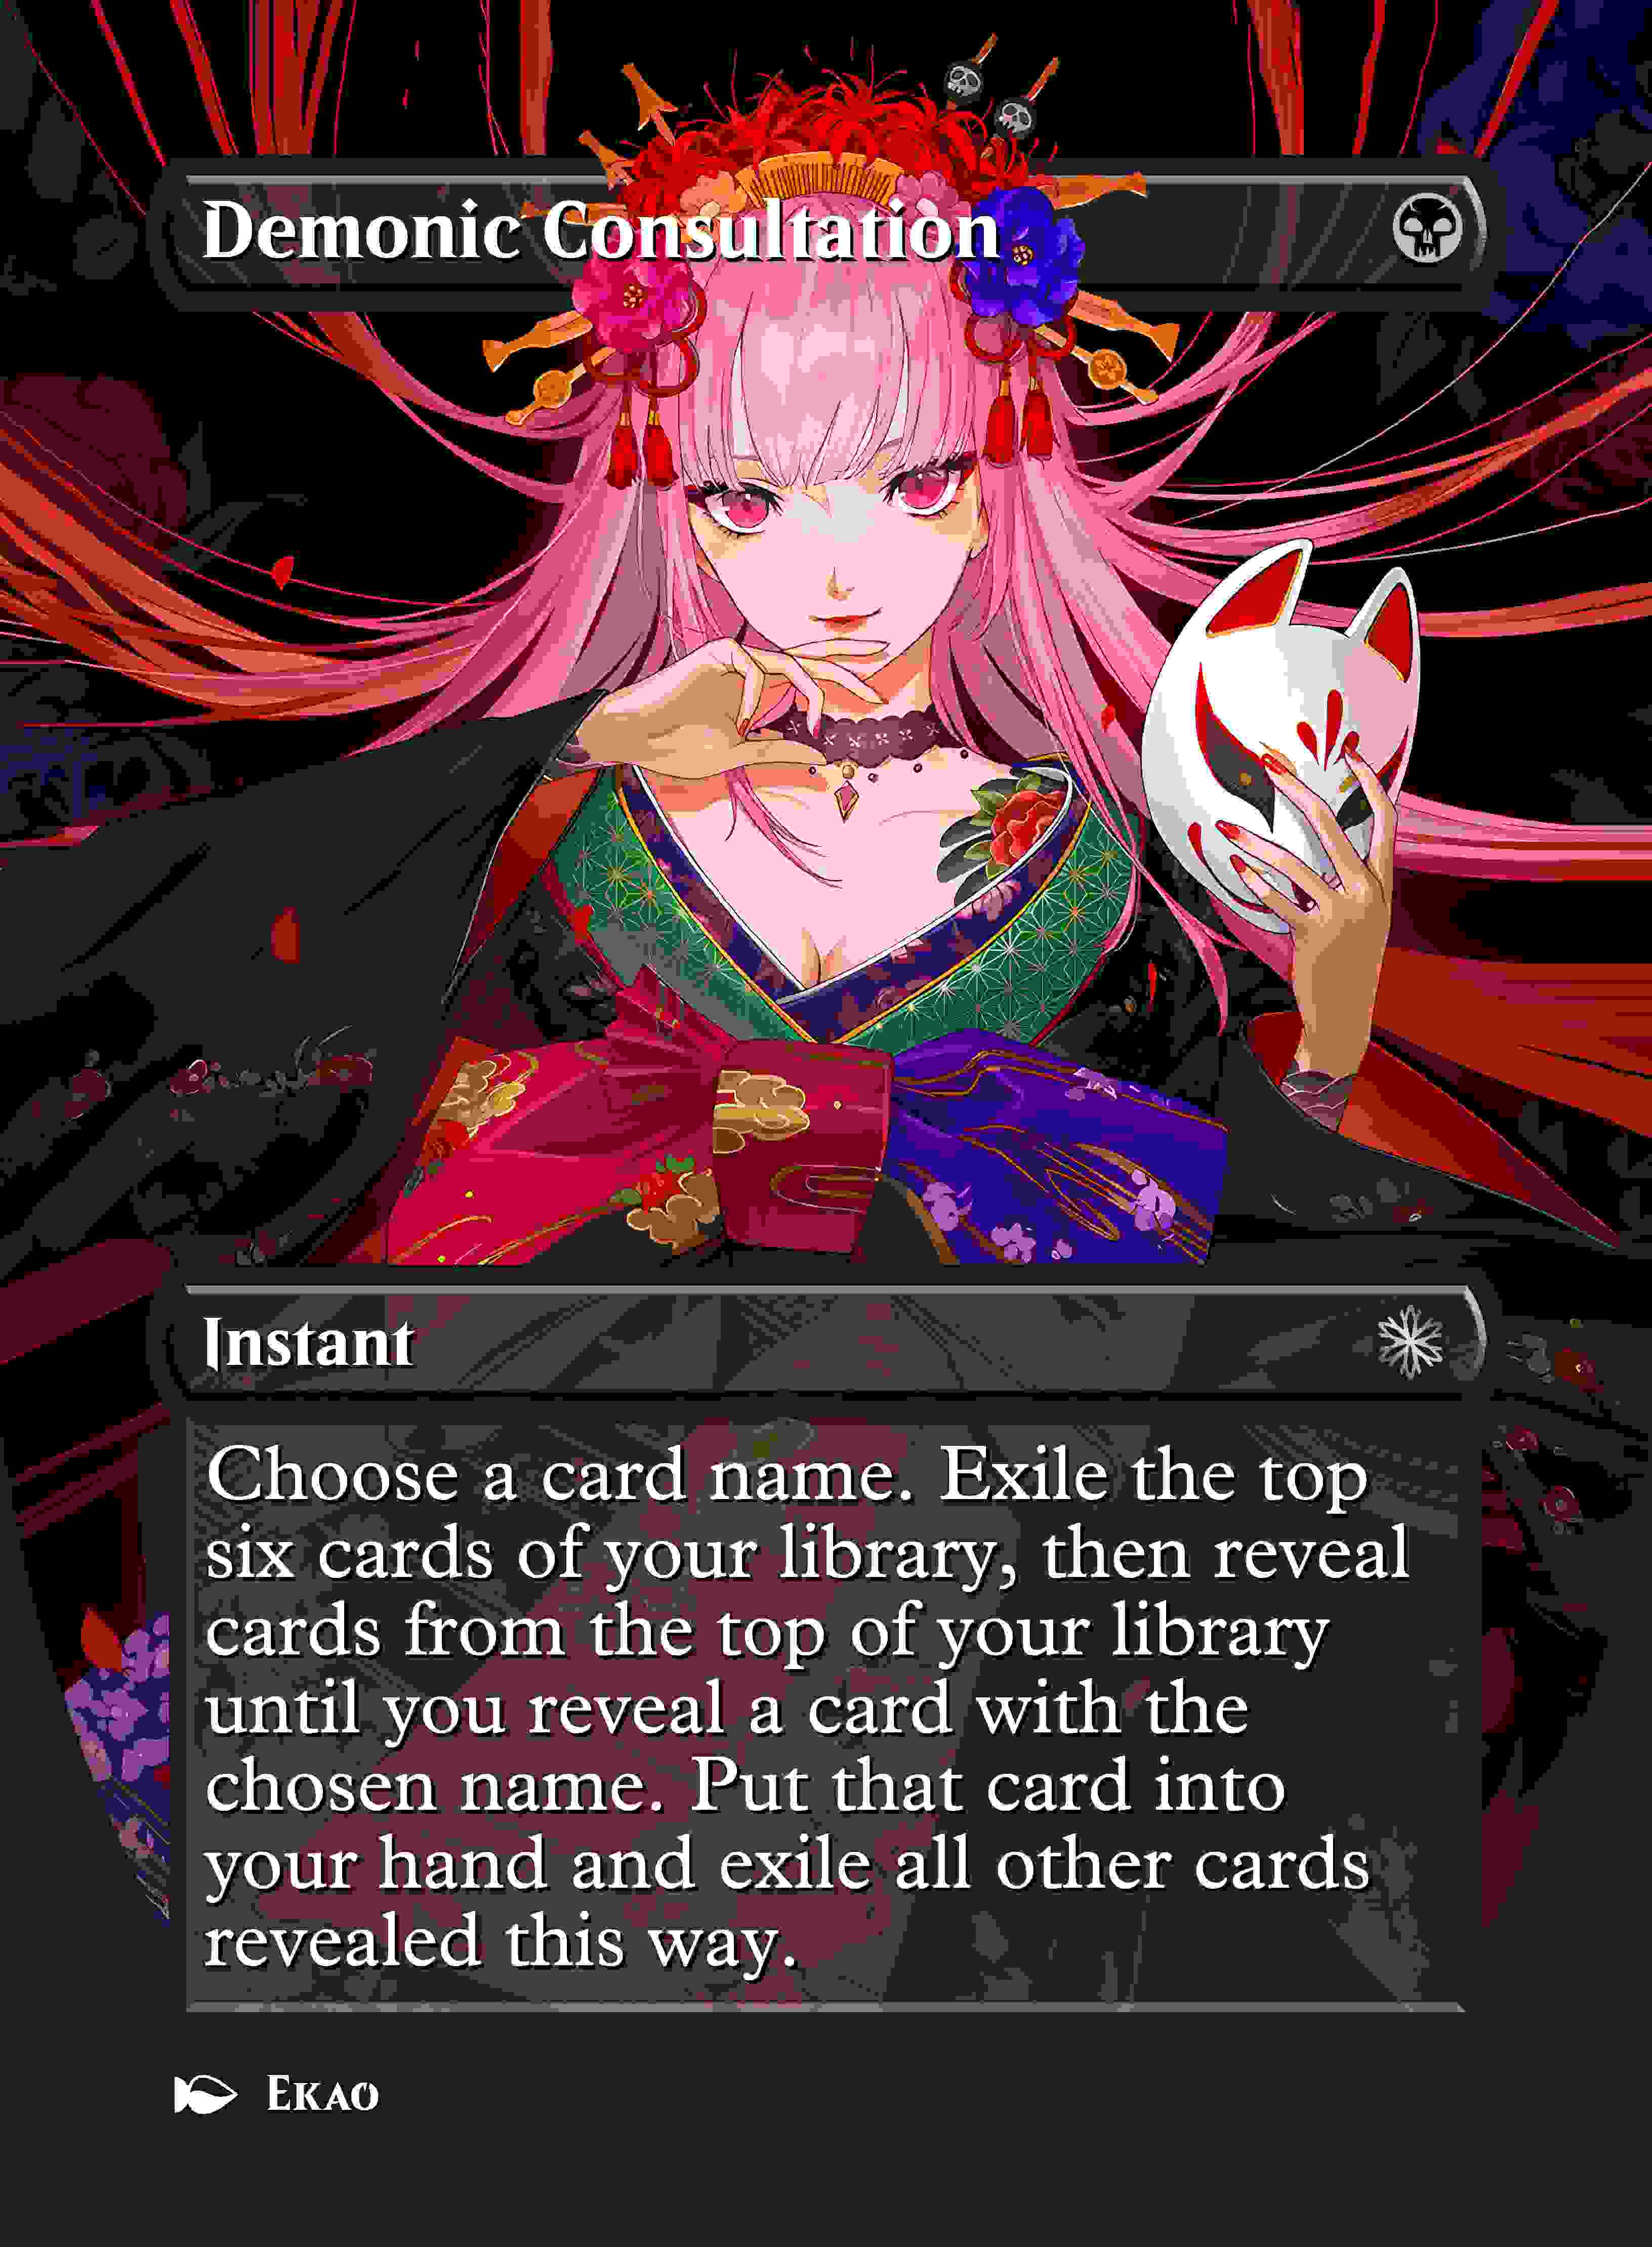 Demonic Consultation
Instant
Choose a card name. Exile the top
six cards of your library, then reveal
cards from the top of your library
until you reveal a card with the
chosen name. Put that card into
your hand and exile all other cards
revealed this way.
Ekao